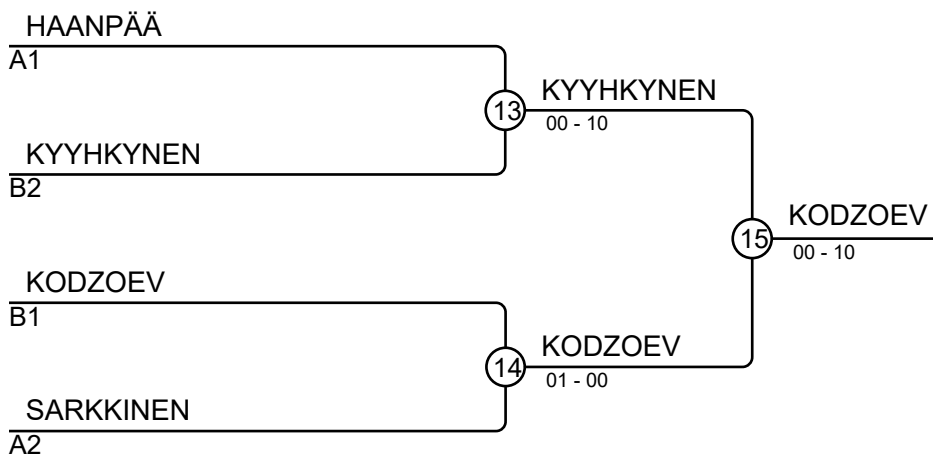 HAANPÄÄ
A1
13
KYYHKYNEN
00 - 10
KYYHKYNEN
B2
15
KODZOEV
00 - 10
KODZOEV
B1
14
KODZOEV
01 - 00
SARKKINEN
A2